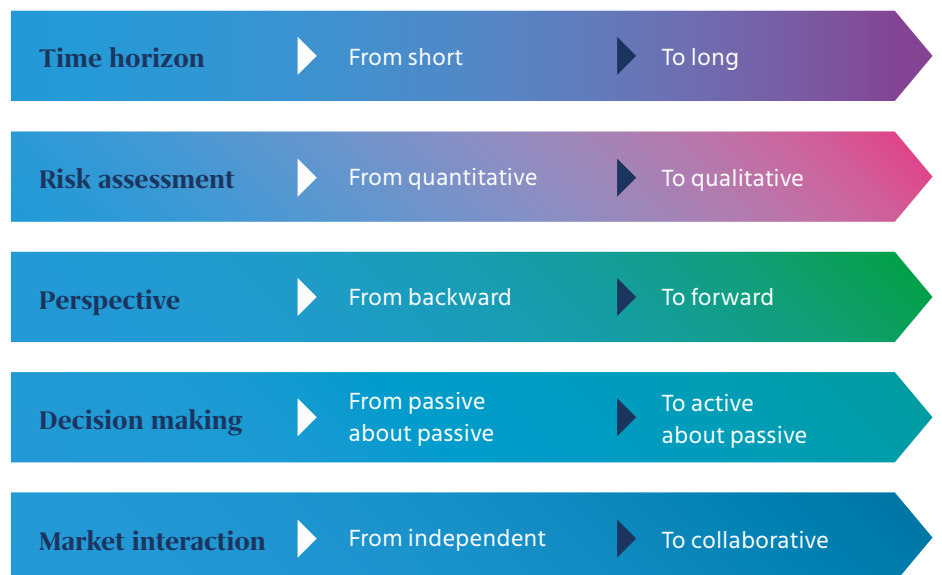 Time horizon From short To long
Risk assessment From quantitative To qualitative
Perspective From backward To forward
Decision making From passive about passive To active about passive
Market interaction From independent To collaborative